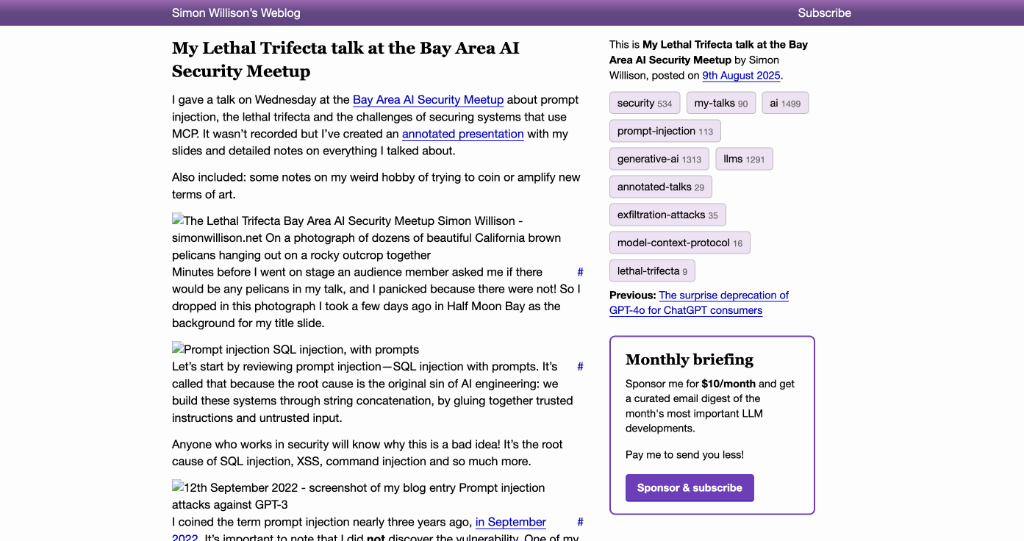 Simon Willison's Weblog
Subscribe
My Lethal Trifecta talk at the Bay Area AI
Security Meetup
I gave a talk on Wednesday at the Bay Area AI Security Meetup about prompt
injection, the lethal trifecta and the challenges of securing systems that use
MCP. It wasn't recorded but I've created an annotated presentation with my
slides and detailed notes on everything I talked about.
Also included: some notes on my weird hobby of trying to coin or amplify new
terms of art.
The Lethal Trifecta Bay Area AI Security Meetup Simon Willison -
simonwillison.net On a photograph of dozens of beautiful California brown
pelicans hanging out on a rocky outcrop together
Minutes before I went on stage an audience member asked me if there #
would be any pelicans in my talk, and I panicked because there were not! So I
dropped in this photograph I took a few days ago in Half Moon Bay as the
background for my title slide.
Prompt injection SQL injection, with prompts
Let's start by reviewing prompt injection—SQL injection with prompts. It's #
called that because the root cause is the original sin of AI engineering: we
build these systems through string concatenation, by gluing together trusted
instructions and untrusted input.
Anyone who works in security will know why this is a bad idea! It's the root
cause of SQL injection, XSS, command injection and so much more.
12th September 2022 - screenshot of my blog entry Prompt injection
attacks against GPT-3
I coined the term prompt injection nearly three years ago, in September #
2022. It's important to note that I did not discover the vulnerability. One of my
This is My Lethal Trifecta talk at the Bay
Area AI Security Meetup by Simon
Willison, posted on 9th August 2025.
security 534 my-talks 90 ai 1499
prompt-injection 113
generative-ai 1313 llms 1291
annotated-talks 29
exfiltration-attacks 35
model-context-protocol 16
lethal-trifecta 9
Previous: The surprise deprecation of
GPT-4o for ChatGPT consumers
Monthly briefing
Sponsor me for $10/month and get
a curated email digest of the
month's most important LLM
developments.
Pay me to send you less!
Sponsor & subscribe